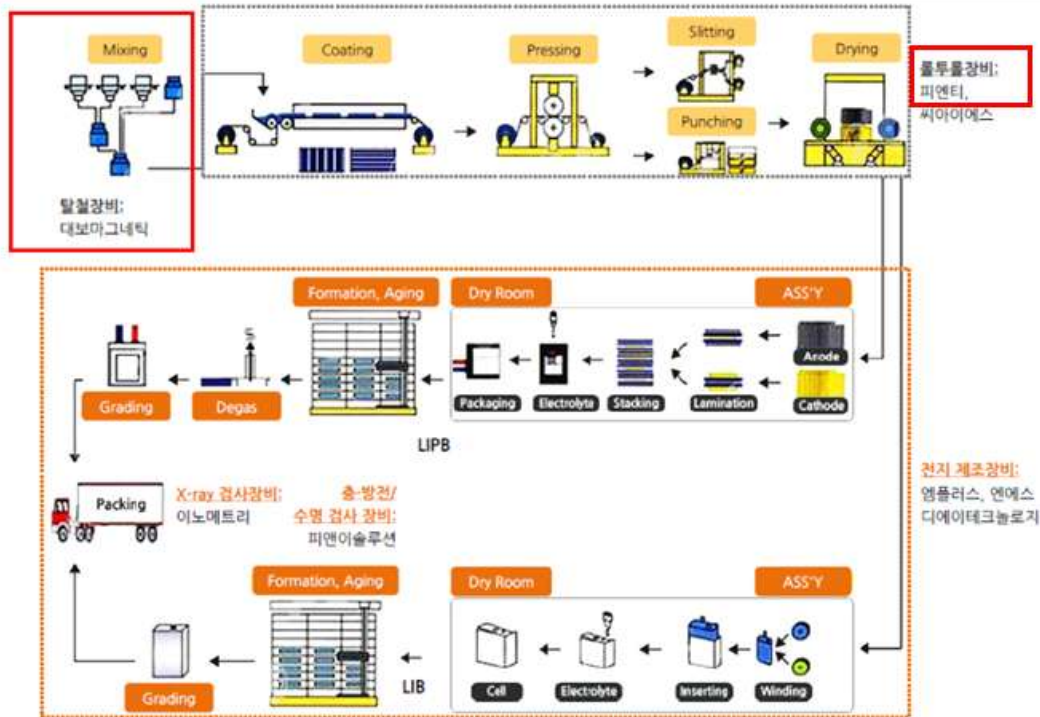 Mixing
Coating
Pressing
Slitting
Punching
Drying
탈철장비:
대보마그네틱
롤투롤장비:
피엔티,
씨아이에스
Formation, Aging
Dry Room
ASS'Y
Grading
Degas
Packaging
Electrolyte
Stacking
Lamination
Anode
Cathode
LIPB
Packing
X-ray 검사장비:
이노메트리
충·방전/
수명 검사 장비:
피앤이솔루션
전지 제조장비:
엠플러스, 엔에스
디에이테크놀로지
Formation, Aging
Dry Room
ASS'Y
Grading
LIB
Cell
Electrolyte
Inserting
Winding